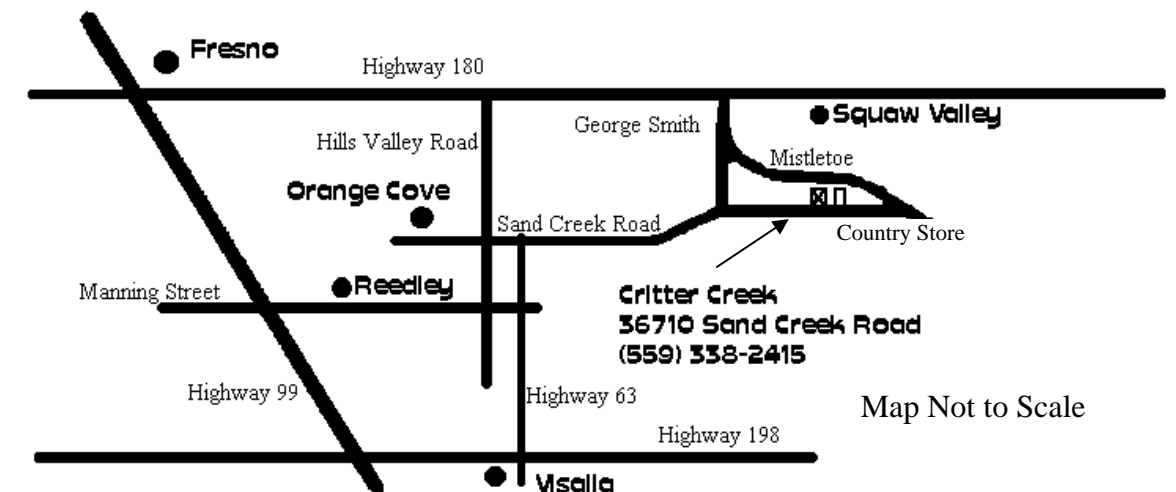 Fresno
Highway 180
Squaw Valley
George Smith
Hills Valley Road
Mistletoe
Orange Cove
Sand Creek Road
Country Store
Reedley
Manning Street
Critter Creek
36710 Sand Creek Road
(559) 338-2415
Highway 99
Highway 63
Map Not to Scale
Highway 198
Visalia